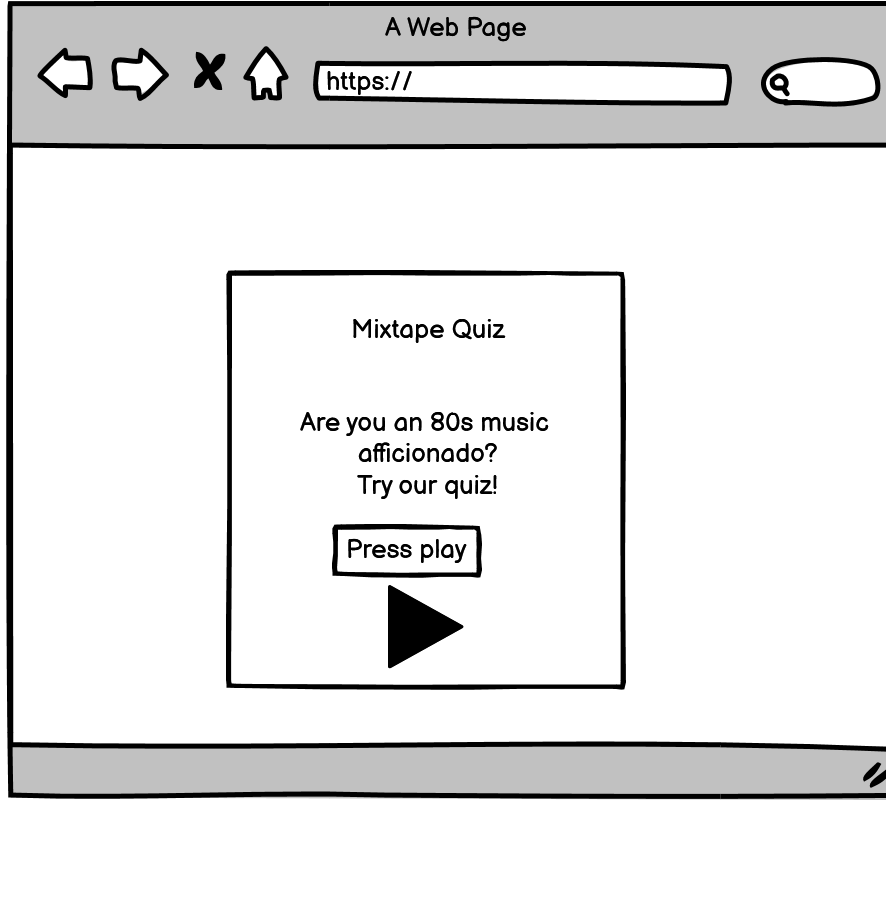 A Web Page
https://
Mixtape Quiz
Are you an 80s music
afficionado?
Try our quiz!
Press play